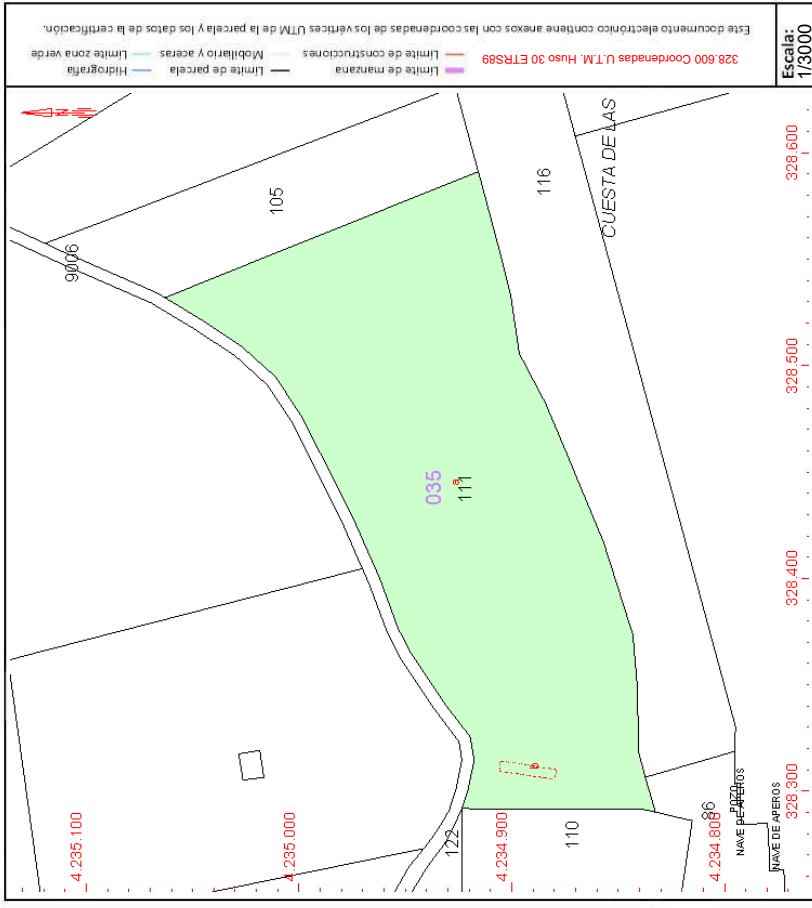 Este documento electrónico contiene anexos con las coordenadas de los vértices UTM de la parcela y los datos de la certificación.
328.600 Coordenadas U.T.M. Huso 30 ETRS89
Límite de manzana
Límite de construcciones
Límite de parcela
Mobiliario y aceras
Hidrografía
Límite zona verde
Escala:
1/3000
9006
105
116
CUESTA DE LAS
328.600
328.500
035
a
111
328.400
328.300
4.235.100
4.235.000
4.234.900
4.234.800
122
110
86
POZO
NAVE DE APEROS
NAVE DE APEROS